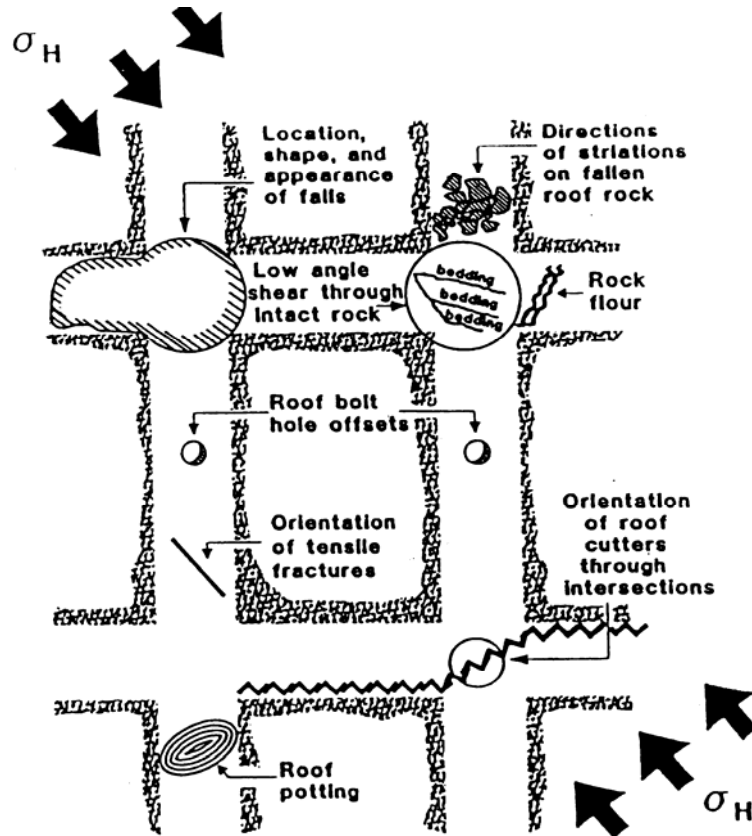 σH
Location,
shape, and
appearance
of falls
Directions
of striations
on fallen
roof rock
Low angle
shear through
intact rock
bedding
bedding
bedding
Rock
flour
Roof bolt
hole offsets
Orientation
of tensile
fractures
Orientation
of roof
cutters
through
intersections
Roof
potting
σH